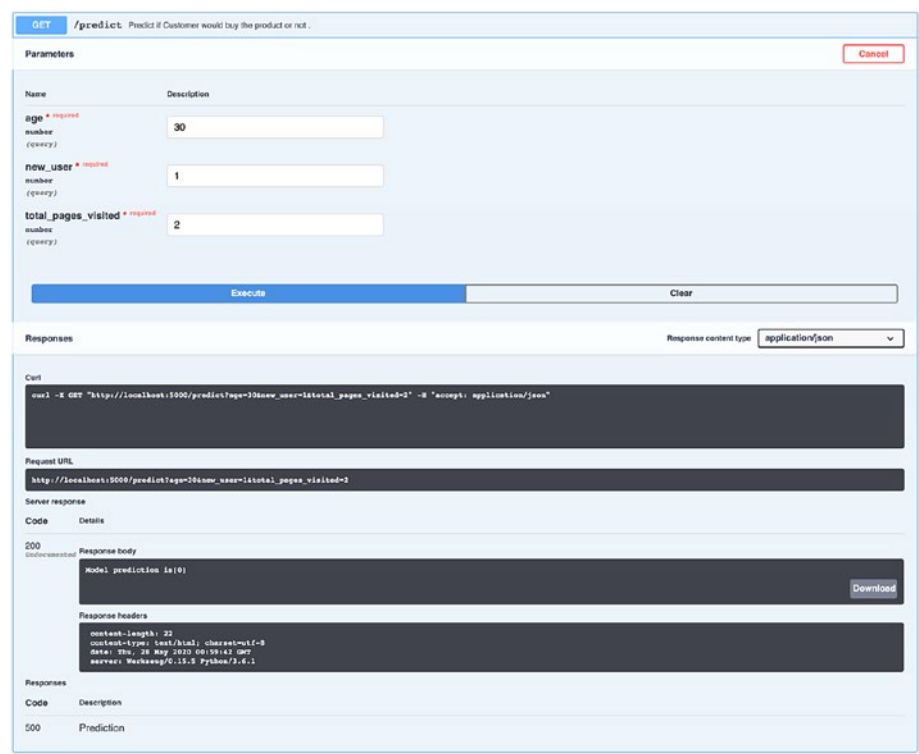 GET /predict Predict if Customer would buy the product or not .
Parameters
Cancel
Name Description
age * required
number
(query)
30
new_user * required
number
(query)
1
total_pages_visited * required
number
(query)
2
Execute Clear
Responses
Response content type application/json
Curl
curl -X GET "http://localhost:5000/predict?age=30&new_user=1&total_pages_visited=2" -H "accept: application/json"
Request URL
http://localhost:5000/predict?age=30&new_user=1&total_pages_visited=2
Server response
Code Details
200
Undocumented
Response body
Model prediction is[0]
Download
Response headers
content-length: 22
content-type: text/html; charset=utf-8
date: Thu, 28 May 2020 00:59:42 GMT
server: Werkzeug/0.15.5 Python/3.6.1
Responses
Code Description
500 Prediction